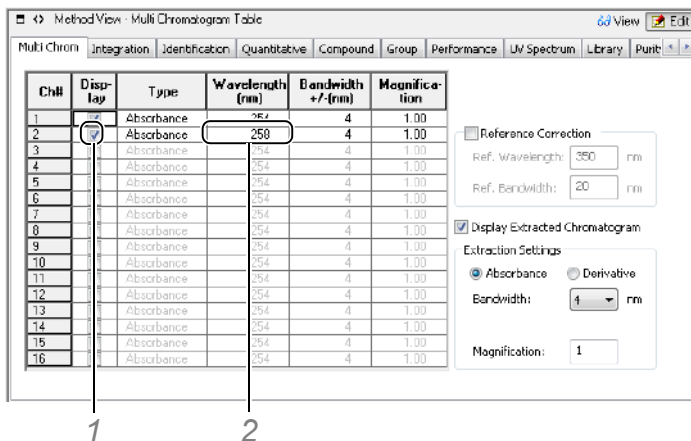 Method View - Multi Chromatogram Table View Edit
Multi Chrom Integration Identification Quantitative Compound Group Performance UV Spectrum Library Purit
Ch# Disp-lay Type Wavelength (nm) Bandwidth +/-(nm) Magnifica-tion
1 Absorbance 254 4 1.00
2 Absorbance 258 4 1.00
3 Absorbance 254 4 1.00
4 Absorbance 254 4 1.00
5 Absorbance 254 4 1.00
6 Absorbance 254 4 1.00
7 Absorbance 254 4 1.00
8 Absorbance 254 4 1.00
9 Absorbance 254 4 1.00
10 Absorbance 254 4 1.00
11 Absorbance 254 4 1.00
12 Absorbance 254 4 1.00
13 Absorbance 254 4 1.00
14 Absorbance 254 4 1.00
15 Absorbance 254 4 1.00
16 Absorbance 254 4 1.00
Reference Correction
Ref. Wavelength: 350 nm
Ref. Bandwidth: 20 nm
Display Extracted Chromatogram
Extraction Settings
Absorbance Derivative
Bandwidth: 4 nm
Magnification: 1
1 2